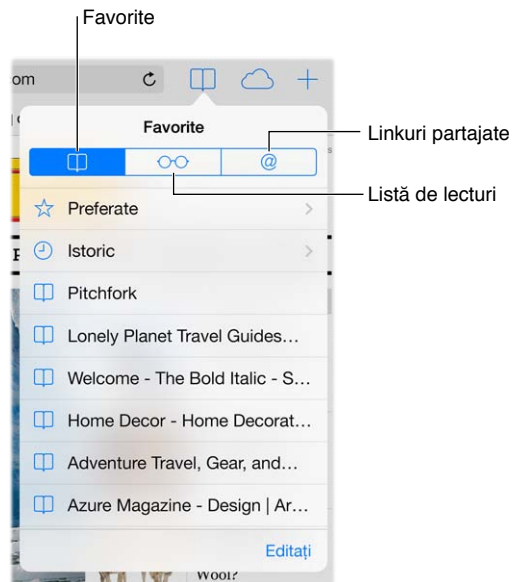 Favorite
om
Favorite
@
Linkuri partajate
Listă de lecturi
Preferate
Istoric
Pitchfork
Lonely Planet Travel Guides…
Welcome - The Bold Italic - S…
Home Decor - Home Decorat…
Adventure Travel, Gear, and…
Azure Magazine - Design | Ar…
Editați
Wool?